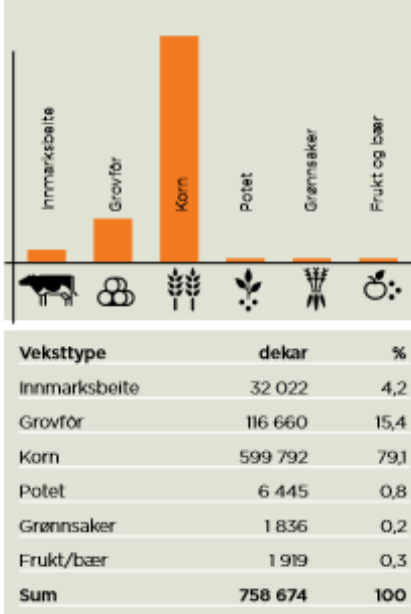 Innmarksbeite
Grovfôr
Korn
Potet
Grønnsaker
Frukt og bær
Veksttype dekar %
Innmarksbeite 32 022 4,2
Grovfôr 116 660 15,4
Korn 599 792 79,1
Potet 6 445 0,8
Grønnsaker 1 836 0,2
Frukt/bær 1 919 0,3
Sum 758 674 100